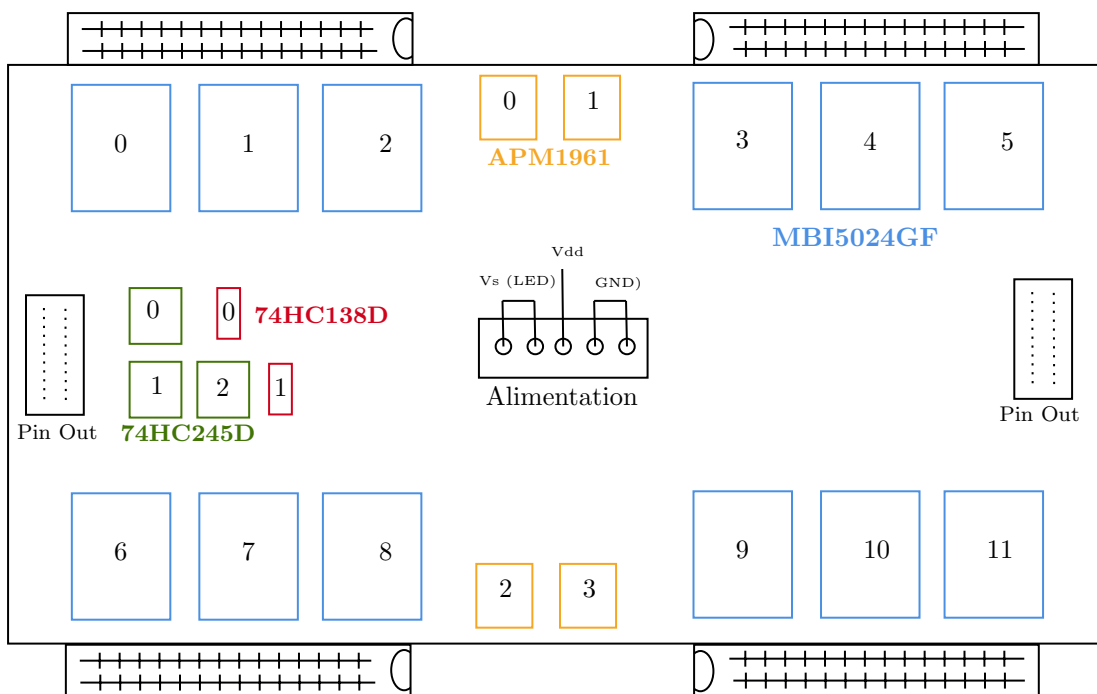 0 1 2 0 1 3 4 5
APM1961
MBI5024GF
Vdd
Vs (LED) GND)
0 0 74HC138D
1 2 1
Alimentation
Pin Out 74HC245D Pin Out
6 7 8 9 10 11
2 3